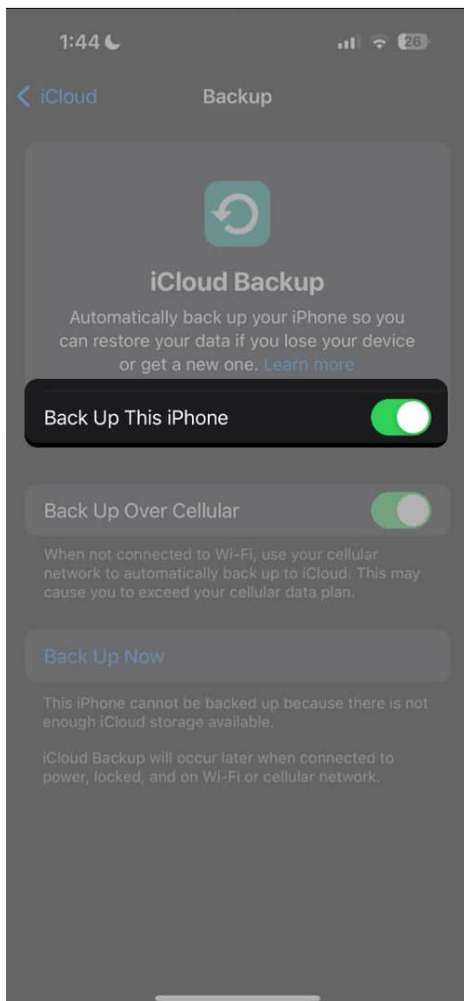 1:44 26
iCloud Backup
iCloud Backup
Automatically back up your iPhone so you
can restore your data if you lose your device
or get a new one. Learn more
Back Up This iPhone
Back Up Over Cellular
When not connected to Wi-Fi, use your cellular
network to automatically back up to iCloud. This may
cause you to exceed your cellular data plan.
Back Up Now
This iPhone cannot be backed up because there is not
enough iCloud storage available.
iCloud Backup will occur later when connected to
power, locked, and on Wi-Fi or cellular network.